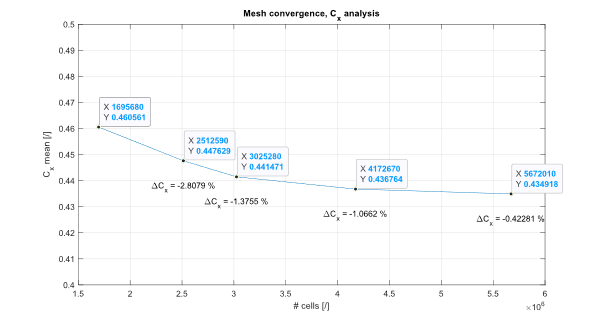 Mesh convergence, Cx analysis
0.5
0.49
0.48
0.47
0.46
0.45
0.44
0.43
0.42
0.41
0.4
Cx mean [/]
X 1695680
Y 0.460561
X 2512590
Y 0.447629
X 3025280
Y 0.441471
X 4172670
Y 0.436764
X 5672010
Y 0.434918
ΔCx = -2.8079 %
ΔCx = -1.3755 %
ΔCx = -1.0662 %
ΔCx = -0.42281 %
1.5 2 2.5 3 3.5 4 4.5 5 5.5 6
# cells [/]
×10^6